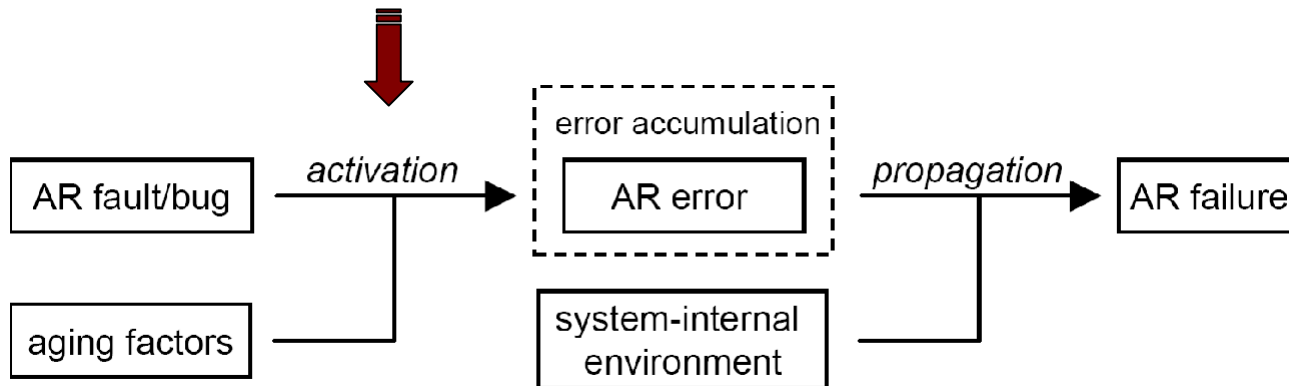 error accumulation
AR fault/bug
activation
AR error
propagation
AR failure
aging factors
system-internal
environment